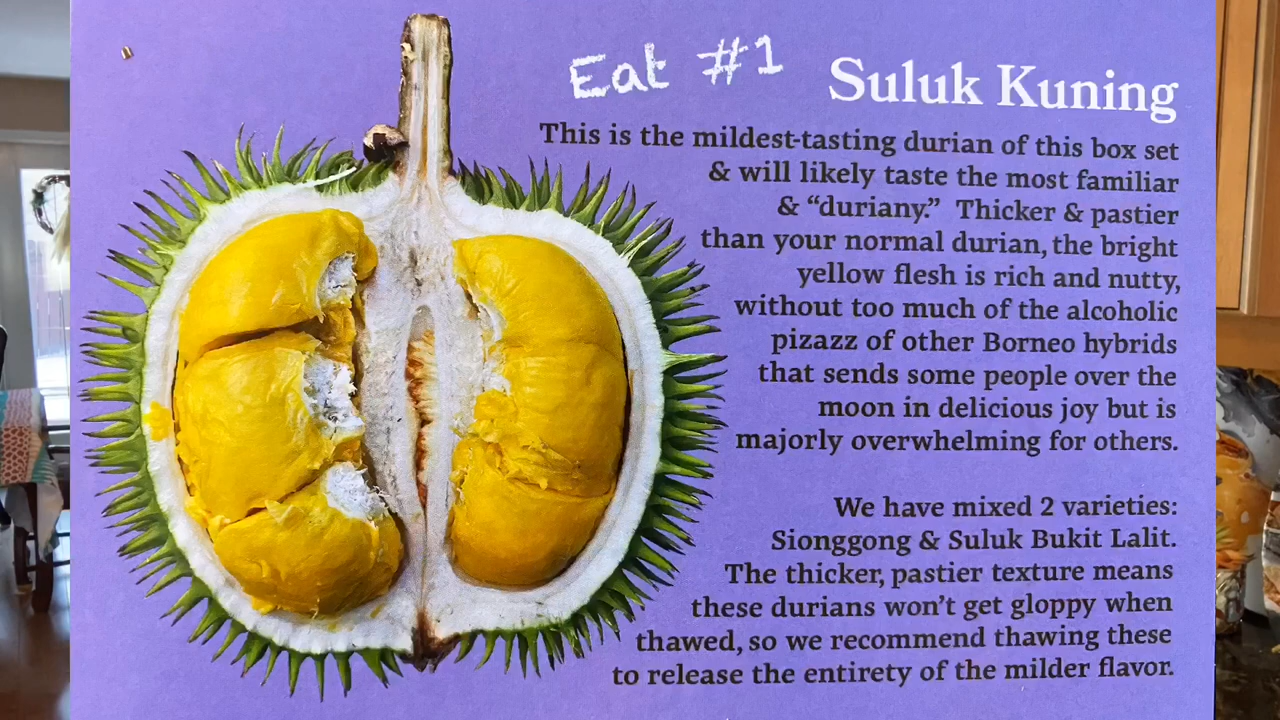 Eat #1
Suluk Kuning
This is the mildest-tasting durian of this box set
& will likely taste the most familiar
& “duriany.” Thicker & pastier
than your normal durian, the bright
yellow flesh is rich and nutty,
without too much of the alcoholic
pizazz of other Borneo hybrids
that sends some people over the
moon in delicious joy but is
majorly overwhelming for others.
We have mixed 2 varieties:
Sionggong & Suluk Bukit Lalit.
The thicker, pastier texture means
these durians won’t get gloppy when
thawed, so we recommend thawing these
to release the entirety of the milder flavor.